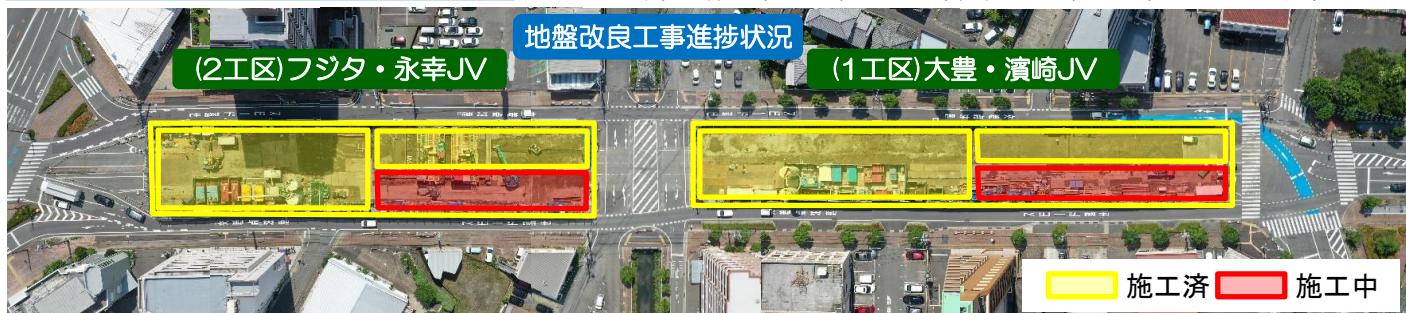 地盤改良工事進捗状況
(2工区)フジタ・永幸JV
(1工区)大豊・濵崎JV
施工済
施工中